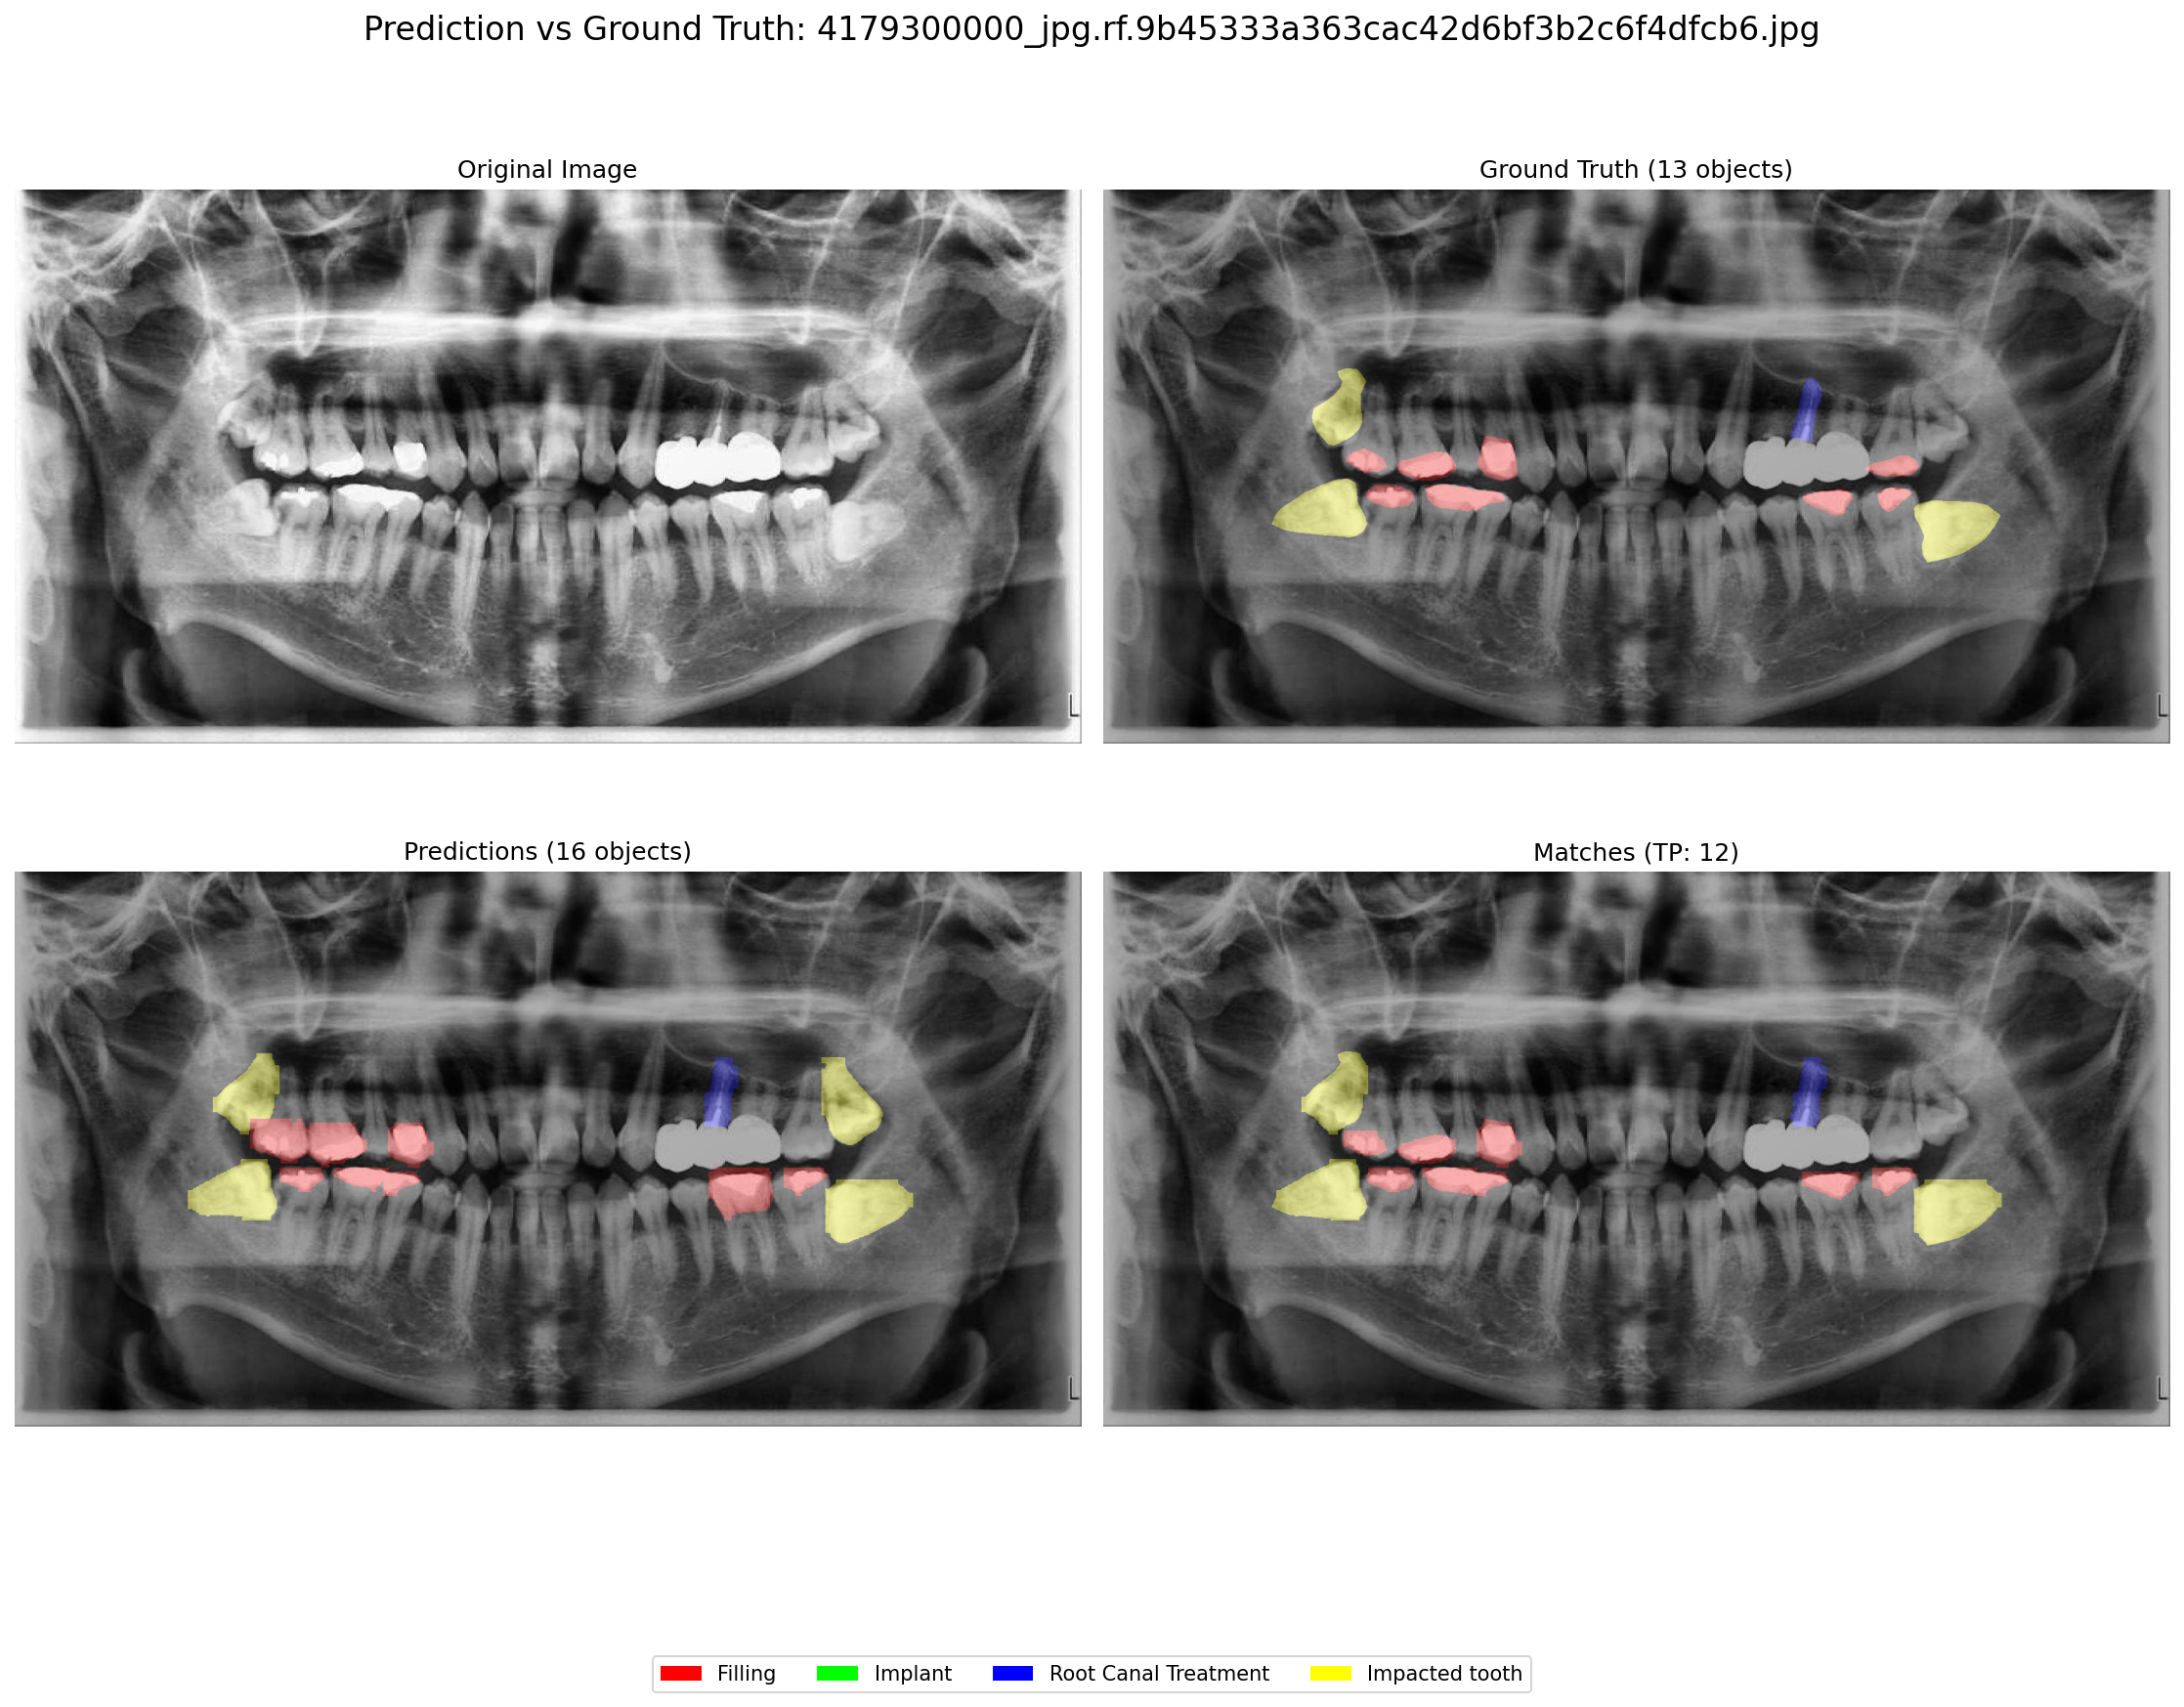 Prediction vs Ground Truth: 4179300000_jpg.rf.9b45333a363cac42d6bf3b2c6f4dfcb6.jpg
Original Image
Ground Truth (13 objects)
L
L
Predictions (16 objects)
Matches (TP: 12)
L
L
Filling
Implant
Root Canal Treatment
Impacted tooth